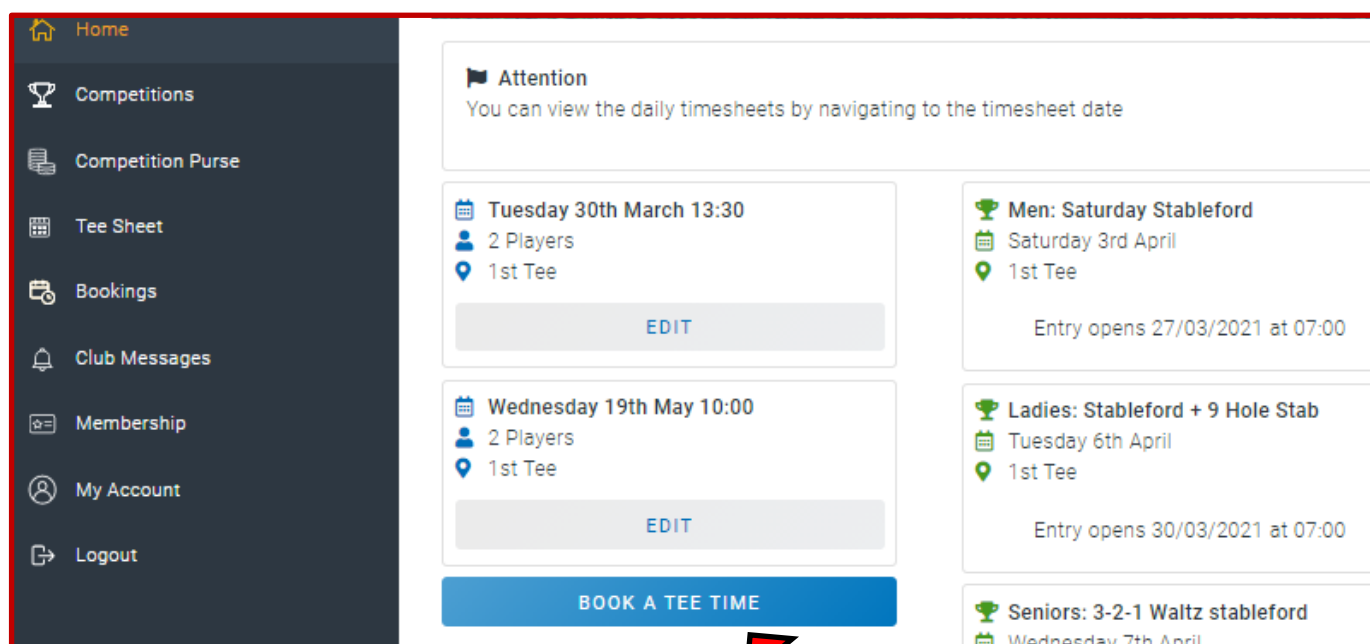 Home
Competitions
Competition Purse
Tee Sheet
Bookings
Club Messages
Membership
My Account
Logout
Attention
You can view the daily timesheets by navigating to the timesheet date
Tuesday 30th March 13:30
2 Players
1st Tee
EDIT
Wednesday 19th May 10:00
2 Players
1st Tee
EDIT
BOOK A TEE TIME
Men: Saturday Stableford
Saturday 3rd April
1st Tee
Entry opens 27/03/2021 at 07:00
Ladies: Stableford + 9 Hole Stab
Tuesday 6th April
1st Tee
Entry opens 30/03/2021 at 07:00
Seniors: 3-2-1 Waltz stableford
Wednesday 7th April